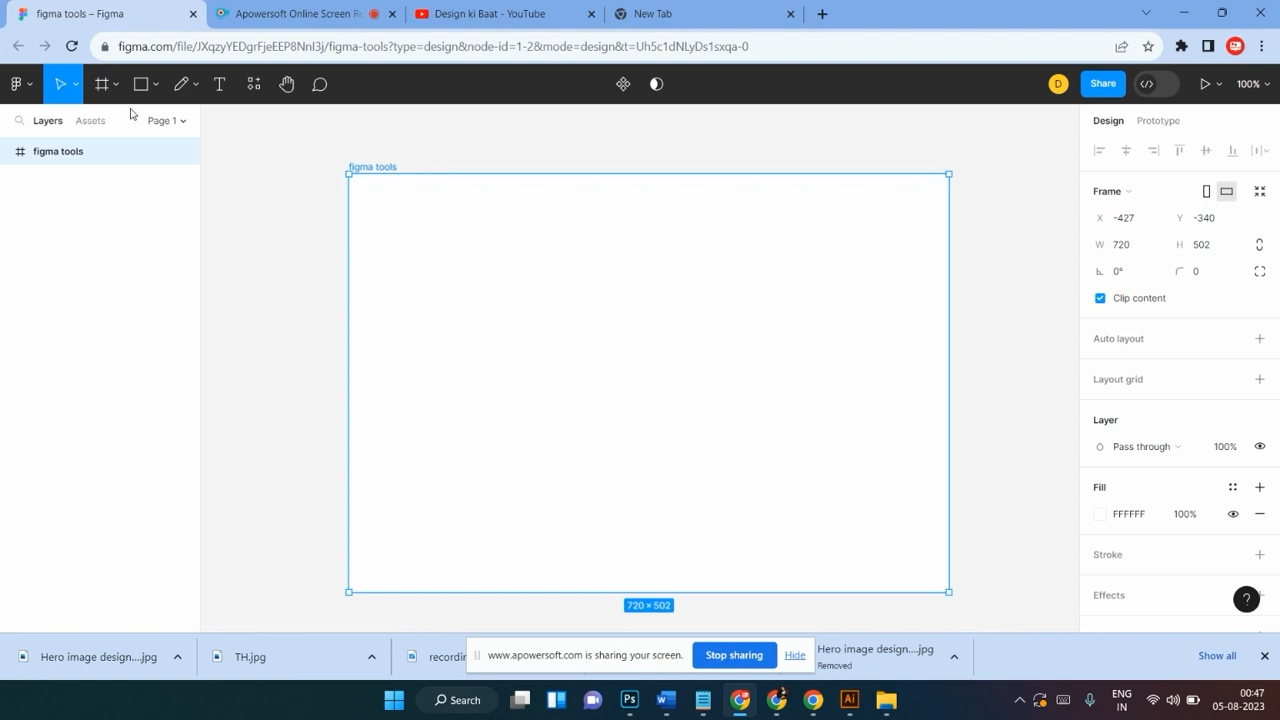 figma tools – Figma
Apowersoft Online Screen R
Design ki Baat - YouTube
New Tab
figma.com/file/JXqzyYEDgrFjeEEP8NnI3j/figma-tools?type=design&node-id=1-2&mode=design&t=Uh5c1dNLyDs1sxqa-0
D
Share
100%
Layers
Assets
Page 1
Design
Prototype
figma tools
figma tools
Frame
X -427
Y -340
W 720
H 502
0°
0
Clip content
Auto layout
Layout grid
Layer
Pass through
100%
Fill
FFFFFF
100%
Stroke
720 × 502
Effects
?
Hero image design....jpg
TH.jpg
recordin
www.apowersoft.com is sharing your screen.
Stop sharing
Hide
Hero image design....jpg
Removed
Show all
Search
Ps
Ai
ENG
IN
00:47
05-08-2023